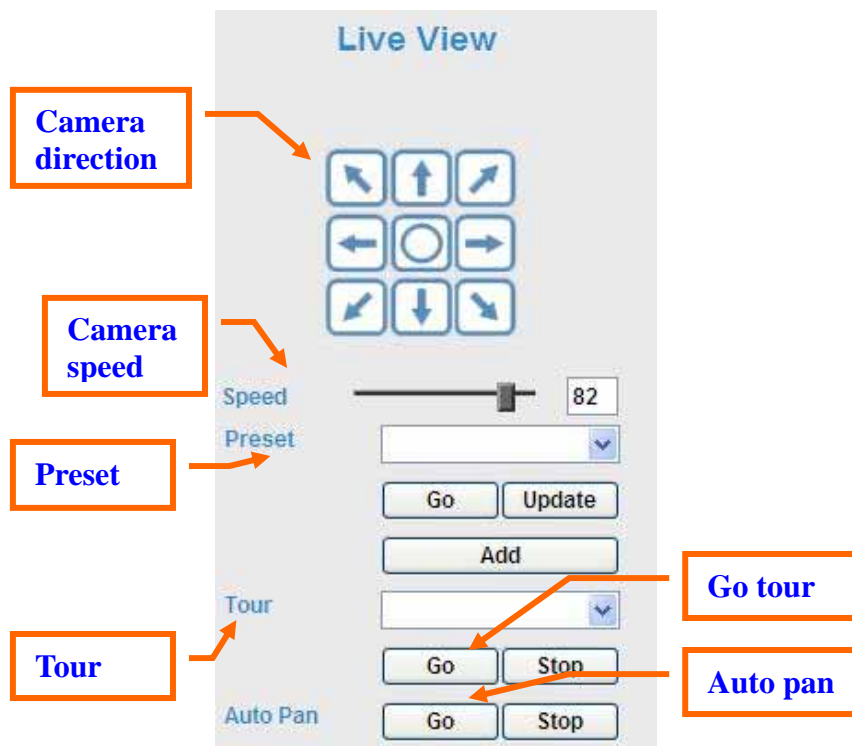 Live View
Camera
direction
Camera
speed
Speed
82
Preset
Preset
Go
Update
Add
Go tour
Tour
Tour
Go
Stop
Auto pan
Auto Pan
Go
Stop